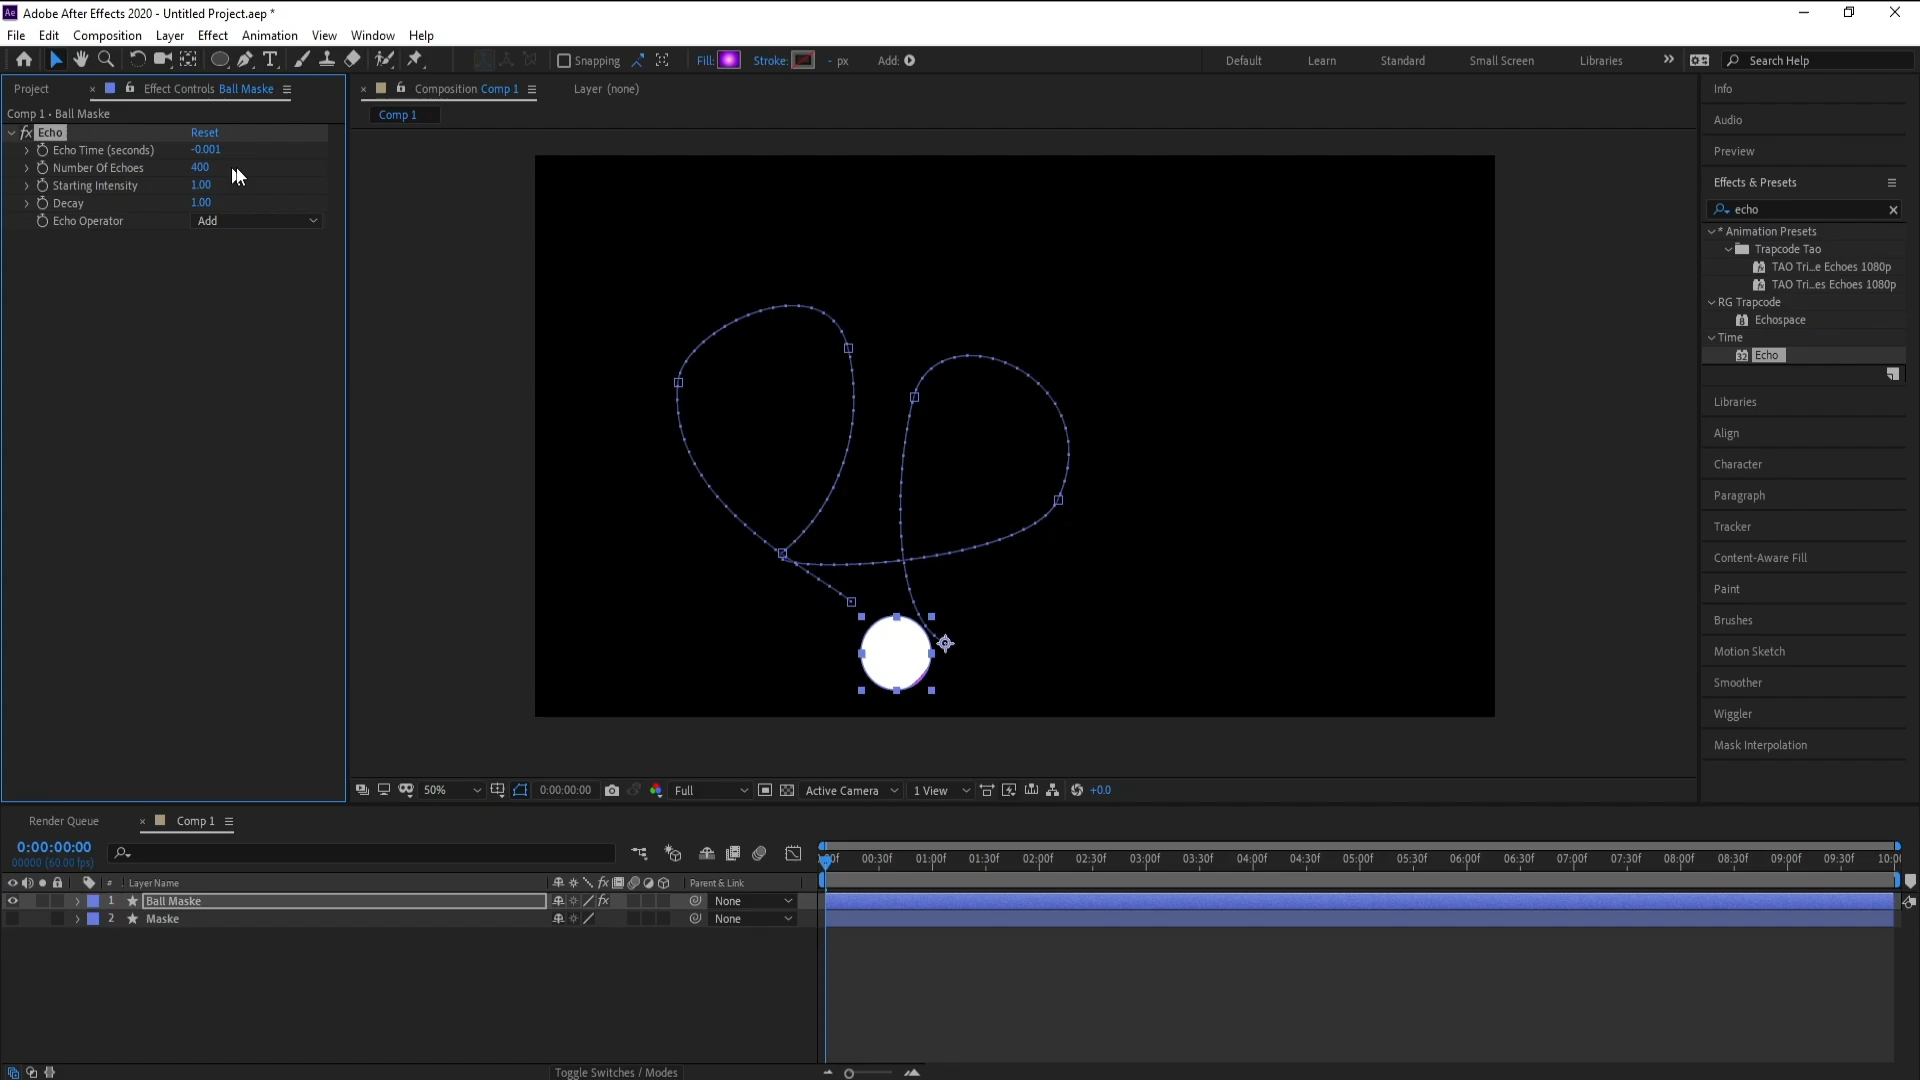 Adobe After Effects 2020 - Untitled Project.aep *
File Edit Composition Layer Effect Animation View Window Help
Snapping Fill: Stroke: - px Add: Default Learn Standard Small Screen Libraries » Search Help
Project × Effect Controls Ball Maske × Composition Comp 1 Layer (none)
Comp 1 • Ball Maske
Comp 1
fx Echo Reset
Echo Time (seconds) -0.001
Number Of Echoes 400
Starting Intensity 1.00
Decay 1.00
Echo Operator Add
Info
Audio
Preview
Effects & Presets
echo
* Animation Presets
Trapcode Tao
TAO Tri...e Echoes 1080p
TAO Tri...es Echoes 1080p
RG Trapcode
Echospace
Time
Echo
Libraries
Align
Character
Paragraph
Tracker
Content-Aware Fill
Paint
Brushes
Motion Sketch
Smoother
Wiggler
Mask Interpolation
50% 0:00:00:00 Full Active Camera 1 View +0.0
Render Queue × Comp 1
0:00:00:00
00000 (60.00 fps)
00:30f 01:00f 01:30f 02:00f 02:30f 03:00f 03:30f 04:00f 04:30f 05:00f 05:30f 06:00f 06:30f 07:00f 07:30f 08:00f 08:30f 09:00f 09:30f
# Layer Name fx Parent & Link
1 Ball Maske fx None
2 Maske None
Toggle Switches / Modes